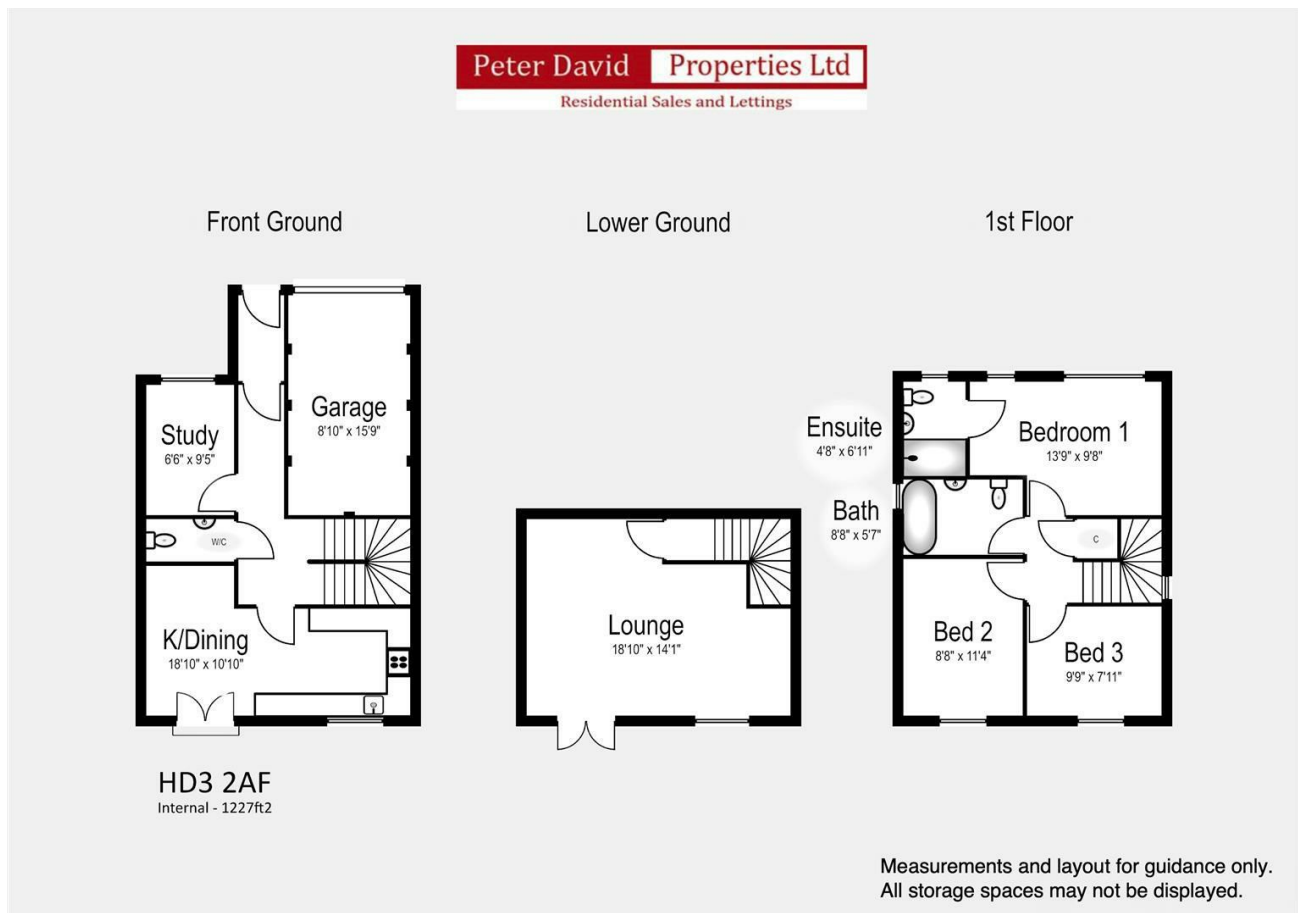 Peter David Properties Ltd
Residential Sales and Lettings
Front Ground
Lower Ground
1st Floor
Study
6'6" x 9'5"
Garage
8'10" x 15'9"
W/C
K/Dining
18'10" x 10'10"
Lounge
18'10" x 14'1"
Ensuite
4'8" x 6'11"
Bedroom 1
13'9" x 9'8"
Bath
8'8" x 5'7"
C
Bed 2
8'8" x 11'4"
Bed 3
9'9" x 7'11"
HD3 2AF
Internal - 1227ft2
Measurements and layout for guidance only.
All storage spaces may not be displayed.